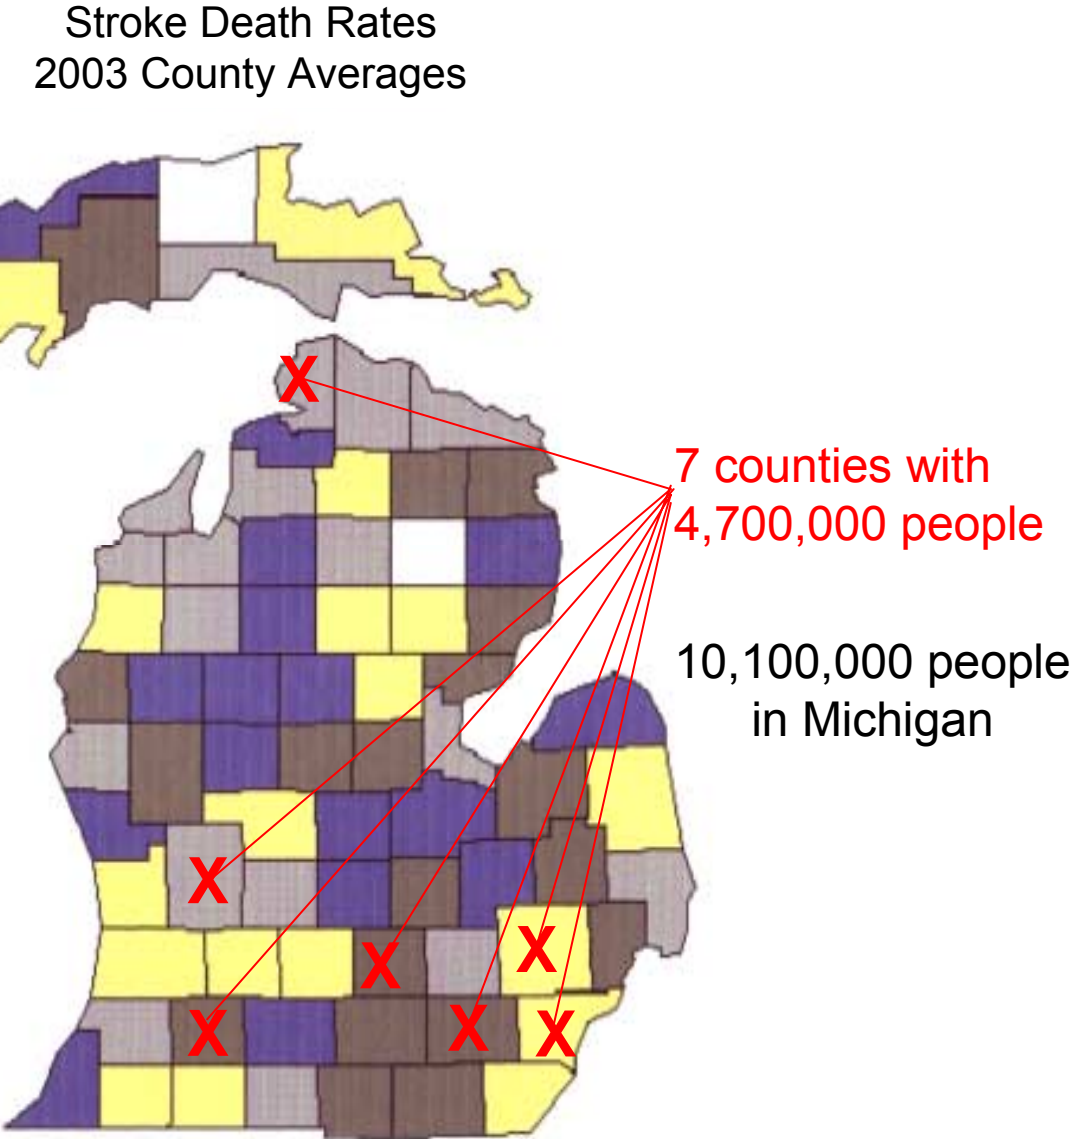 Stroke Death Rates
2003 County Averages
X
7 counties with
4,700,000 people
10,100,000 people
in Michigan
X
X
X
X
X
X